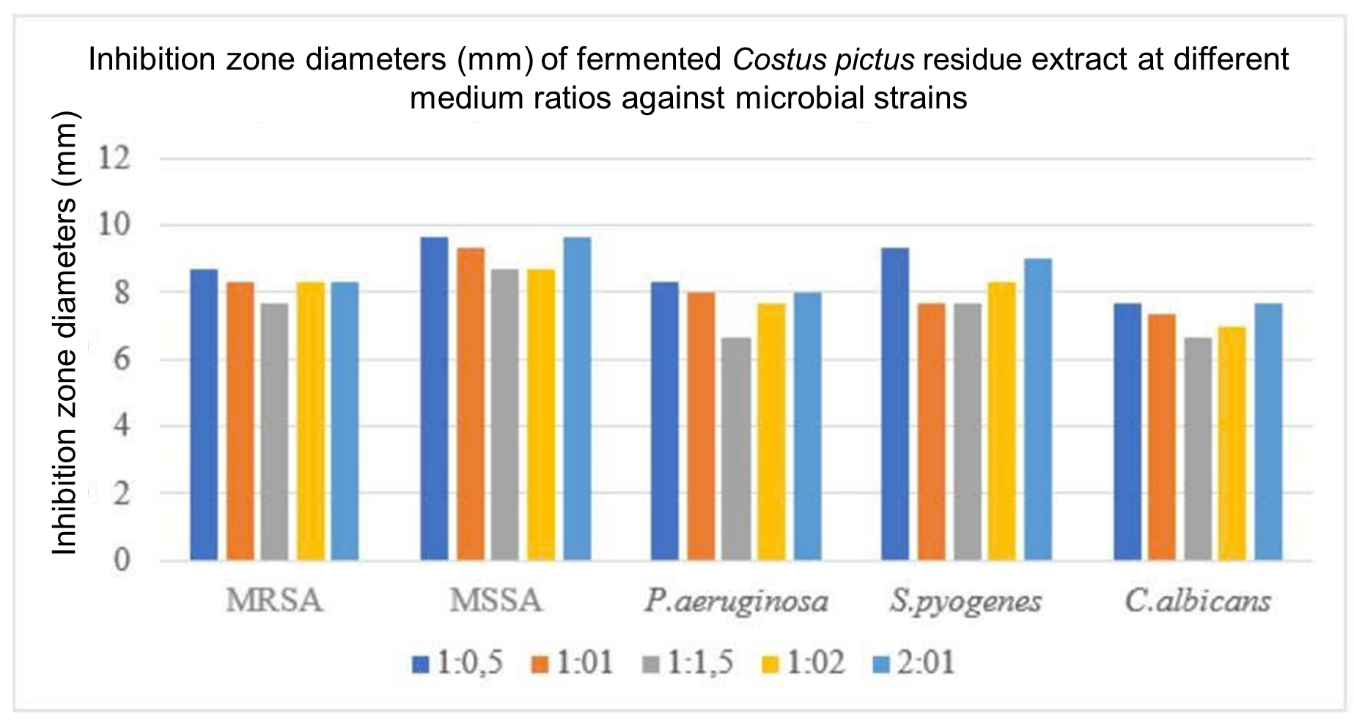 Inhibition zone diameters (mm) of fermented Costus pictus residue extract at different
medium ratios against microbial strains
Inhibition zone diameters (mm)
12
10
8
6
4
2
0
MRSA MSSA P.aeruginosa S.pyogenes C.albicans
1:0,5 1:01 1:1,5 1:02 2:01